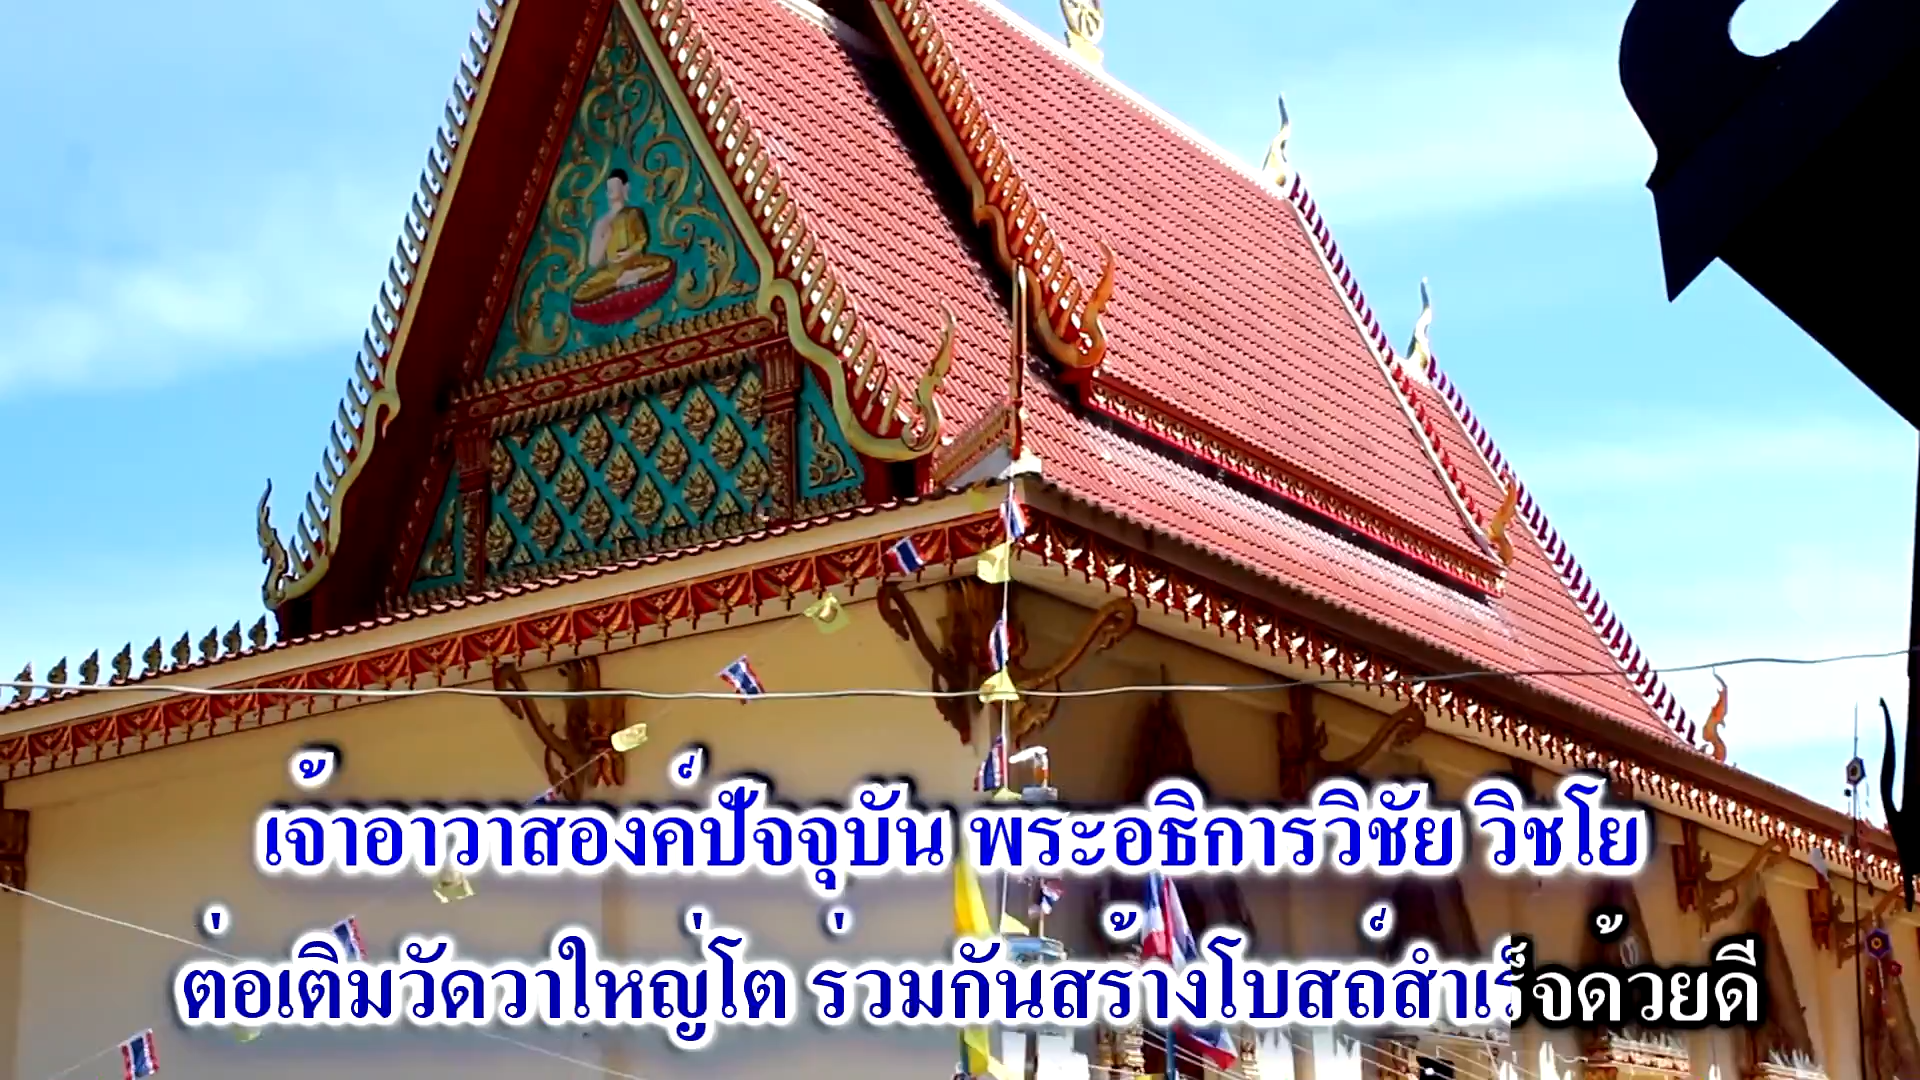 เจ้าอาวาสองค์ปัจจุบัน พระอธิการวิชัย วิชโย
ต่อเติมวัดวาใหญ่โต ร่วมกันสร้างโบสถ์สำเร็จด้วยดี